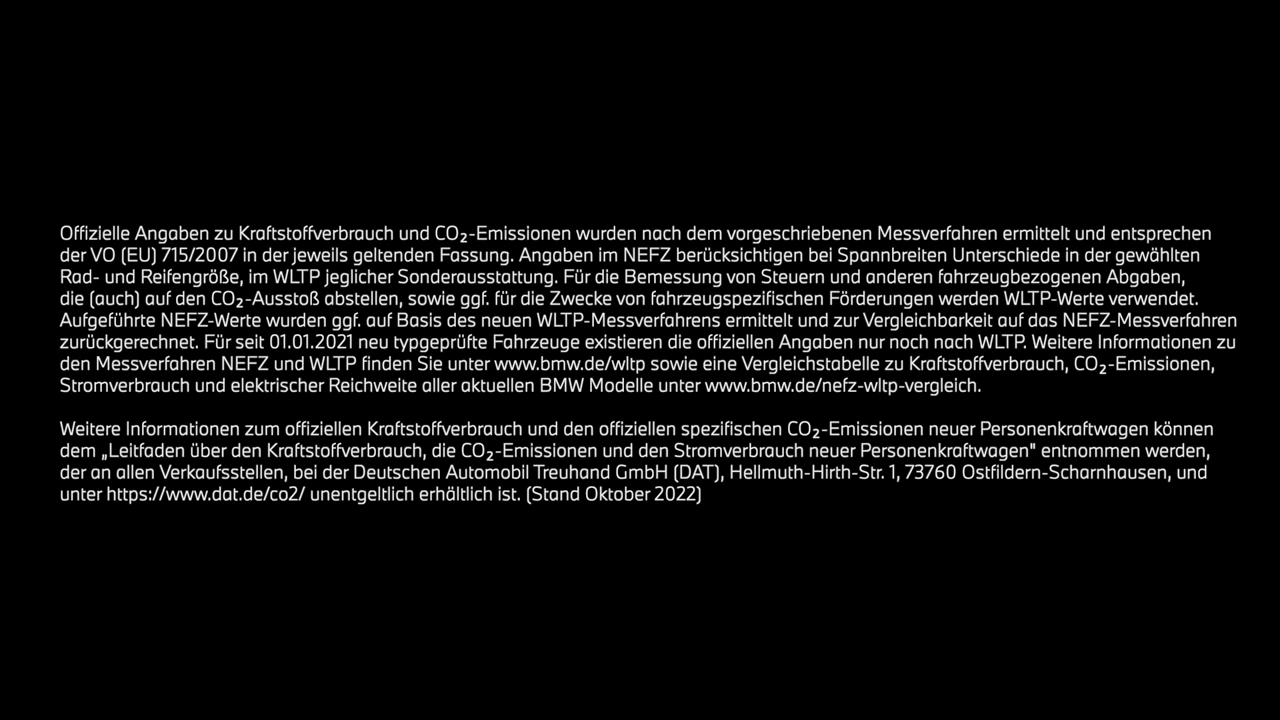 Offizielle Angaben zu Kraftstoffverbrauch und CO₂-Emissionen wurden nach dem vorgeschriebenen Messverfahren ermittelt und entsprechen
der VO (EU) 715/2007 in der jeweils geltenden Fassung. Angaben im NEFZ berücksichtigen bei Spannbreiten Unterschiede in der gewählten
Rad- und Reifengröße, im WLTP jeglicher Sonderausstattung. Für die Bemessung von Steuern und anderen fahrzeugbezogenen Abgaben,
die (auch) auf den CO₂-Ausstoß abstellen, sowie ggf. für die Zwecke von fahrzeugspezifischen Förderungen werden WLTP-Werte verwendet.
Aufgeführte NEFZ-Werte wurden ggf. auf Basis des neuen WLTP-Messverfahrens ermittelt und zur Vergleichbarkeit auf das NEFZ-Messverfahren
zurückgerechnet. Für seit 01.01.2021 neu typgeprüfte Fahrzeuge existieren die offiziellen Angaben nur noch nach WLTP. Weitere Informationen zu
den Messverfahren NEFZ und WLTP finden Sie unter www.bmw.de/wltp sowie eine Vergleichstabelle zu Kraftstoffverbrauch, CO₂-Emissionen,
Stromverbrauch und elektrischer Reichweite aller aktuellen BMW Modelle unter www.bmw.de/nefz-wltp-vergleich.
Weitere Informationen zum offiziellen Kraftstoffverbrauch und den offiziellen spezifischen CO₂-Emissionen neuer Personenkraftwagen können
dem „Leitfaden über den Kraftstoffverbrauch, die CO₂-Emissionen und den Stromverbrauch neuer Personenkraftwagen" entnommen werden,
der an allen Verkaufsstellen, bei der Deutschen Automobil Treuhand GmbH (DAT), Hellmuth-Hirth-Str. 1, 73760 Ostfildern-Scharnhausen, und
unter https://www.dat.de/co2/ unentgeltlich erhältlich ist. (Stand Oktober 2022)